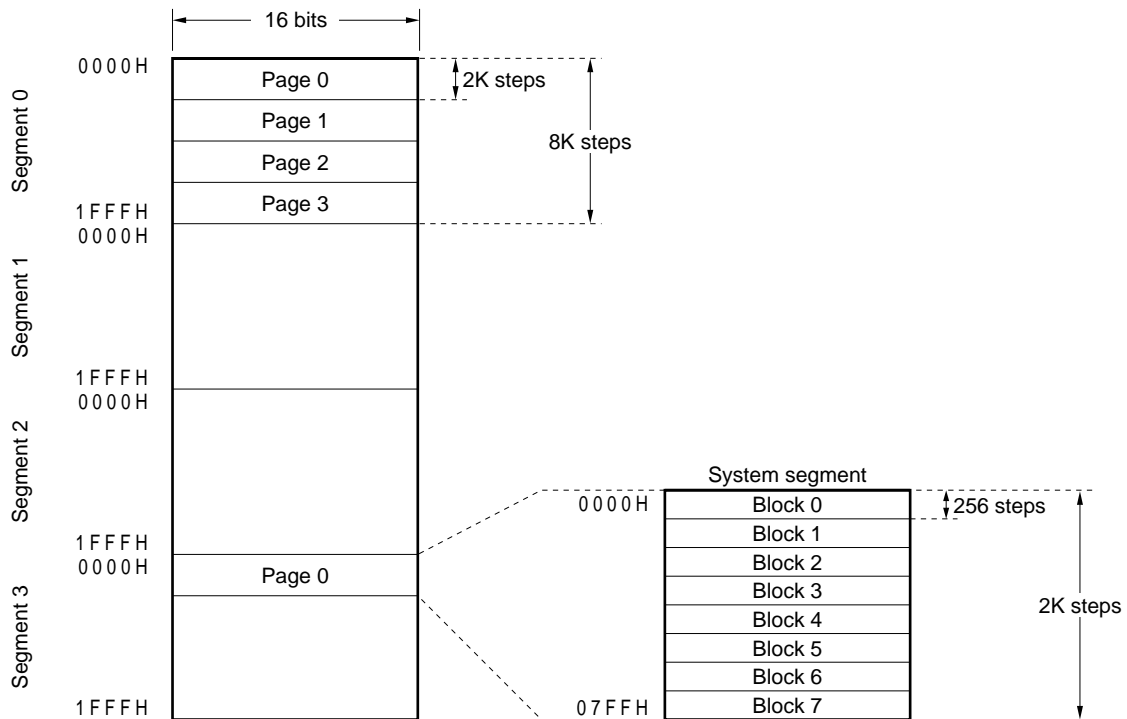 16 bits
0000H
Page 0
2K steps
Page 1
8K steps
Page 2
Page 3
1FFFH
Segment 0
0000H
Segment 1
1FFFH
0000H
Segment 2
1FFFH
0000H
Page 0
Segment 3
1FFFH
System segment
0000H
Block 0
256 steps
Block 1
Block 2
Block 3
2K steps
Block 4
Block 5
Block 6
07FFH
Block 7